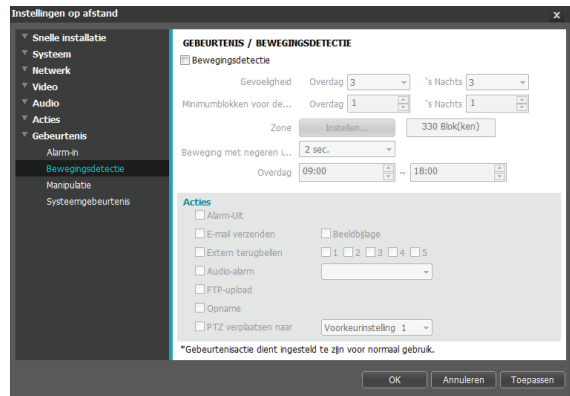 Instellingen op afstand x
Snelle installatie
Systeem
Netwerk
Video
Audio
Acties
Gebeurtenis
Alarm-in
Bewegingsdetectie
Manipulatie
Systeemgebeurtenis
GEBEURTENIS / BEWEGINGSDETECTIE
Bewegingsdetectie
Gevoeligheid Overdag 3 's Nachts 3
Minimumblokken voor de... Overdag 1 's Nachts 1
Zone Instellen... 330 Blok(ken)
Beweging met negeren i... 2 sec.
Overdag 09:00 ~ 18:00
Acties
Alarm-Uit
E-mail verzenden Beeldbijlage
Extern terugbellen 1 2 3 4 5
Audio-alarm
FTP-upload
Opname
PTZ verplaatsen naar Voorkeurinstelling 1
*Gebeurtenisactie dient ingesteld te zijn voor normaal gebruik.
OK Annuleren Toepassen